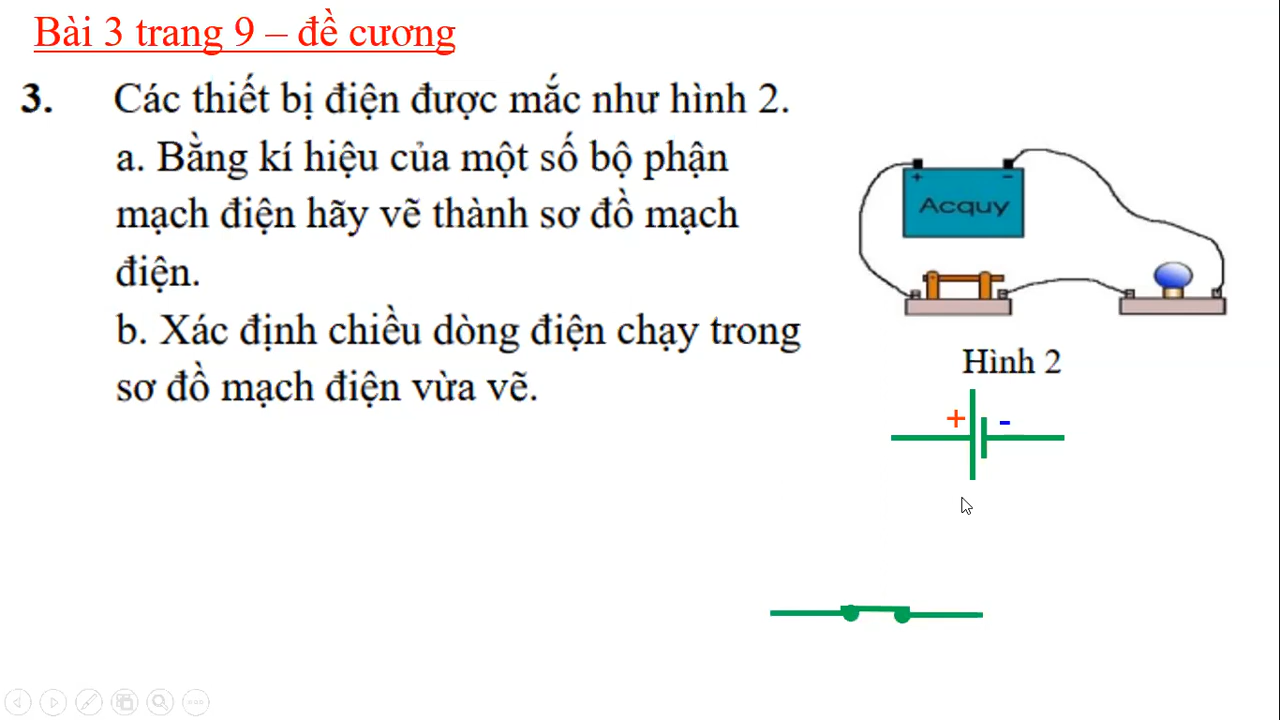 Bài 3 trang 9 – đề cương
3. Các thiết bị điện được mắc như hình 2.
a. Bằng kí hiệu của một số bộ phận
mạch điện hãy vẽ thành sơ đồ mạch
điện.
b. Xác định chiều dòng điện chạy trong
sơ đồ mạch điện vừa vẽ.
+ −
Acquy
Hình 2
+ -